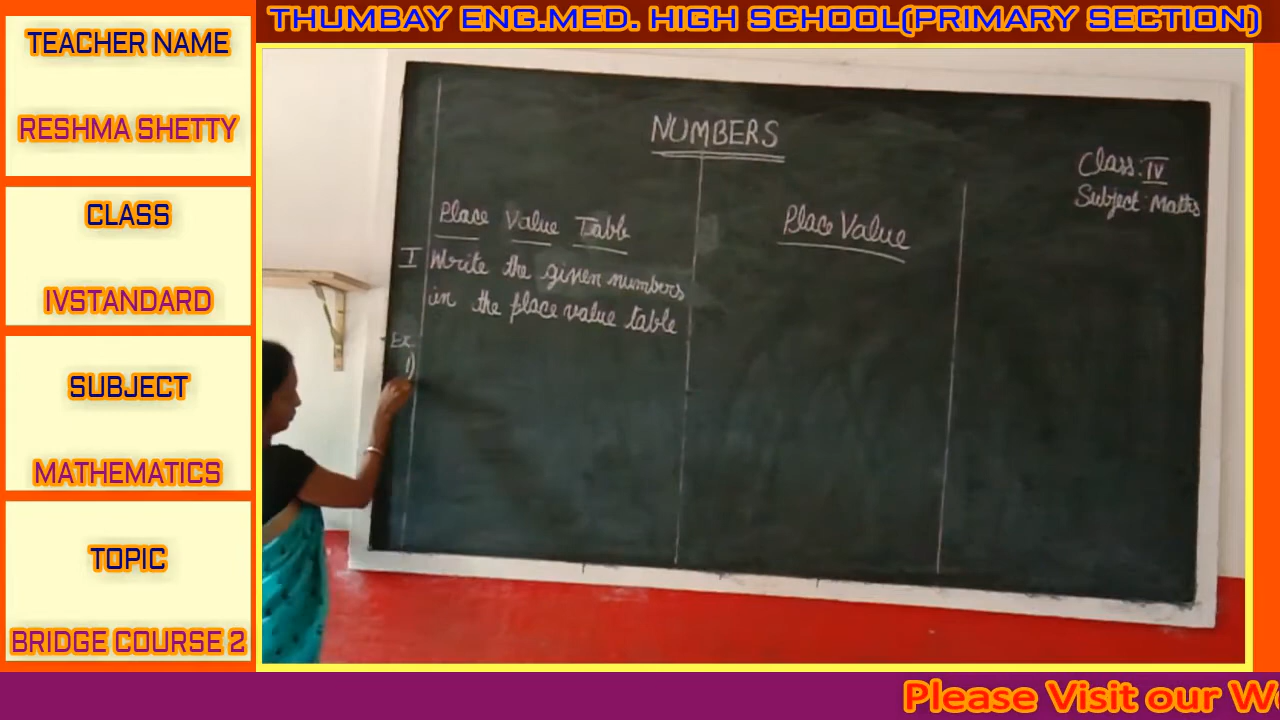 THUMBAY ENG.MED. HIGH SCHOOL(PRIMARY SECTION)
TEACHER NAME
RESHMA SHETTY
CLASS
IVSTANDARD
SUBJECT
MATHEMATICS
TOPIC
BRIDGE COURSE 2
NUMBERS
Class: IV
Subject: Maths
Place Value Table
I Write the given numbers
in the place value table
Ex
1)
Place Value
Please Visit our